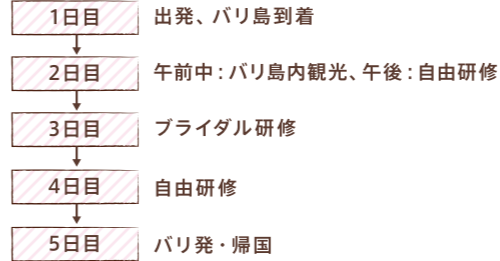 1日目 出発、バリ島到着
2日目 午前中：バリ島内観光、午後：自由研修
3日目 ブライダル研修
4日目 自由研修
5日目 バリ発・帰国